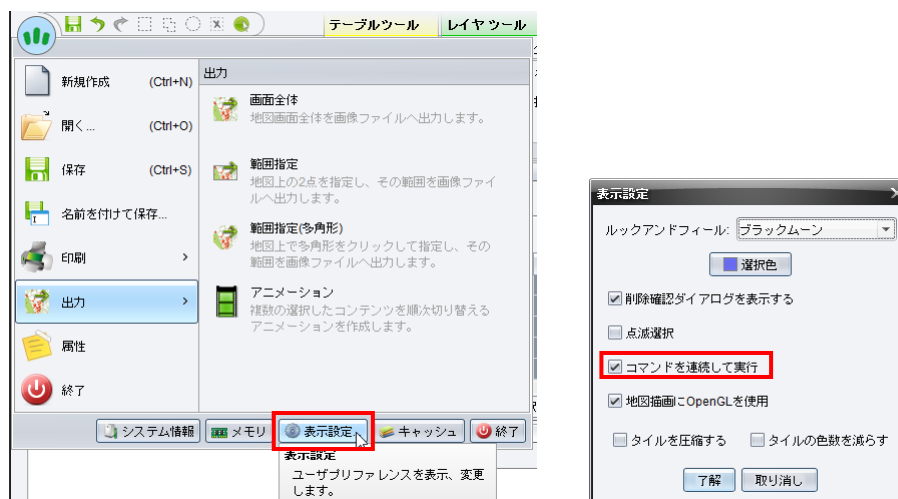 テーブルツール
レイヤ ツール
新規作成 (Ctrl+N)
開く... (Ctrl+O)
保存 (Ctrl+S)
名前を付けて保存...
印刷
出力
属性
終了
出力
画面全体
地図画面全体を画像ファイルへ出力します。
範囲指定
地図上の2点を指定し、その範囲を画像ファイ
ルへ出力します。
範囲指定(多角形)
地図上で多角形をクリックして指定し、その
範囲を画像ファイルへ出力します。
アニメーション
複数の選択したコンテンツを順次切り替える
アニメーションを作成します。
システム情報
メモリ
表示設定
キャッシュ
終了
表示設定
ユーザプリファレンスを表示、変更
します。
表示設定
ルックアンドフィール: ブラックムーン
選択色
削除確認ダイアログを表示する
点滅選択
コマンドを連続して実行
地図描画にOpenGLを使用
タイルを圧縮する タイルの色数を減らす
了解 取り消し